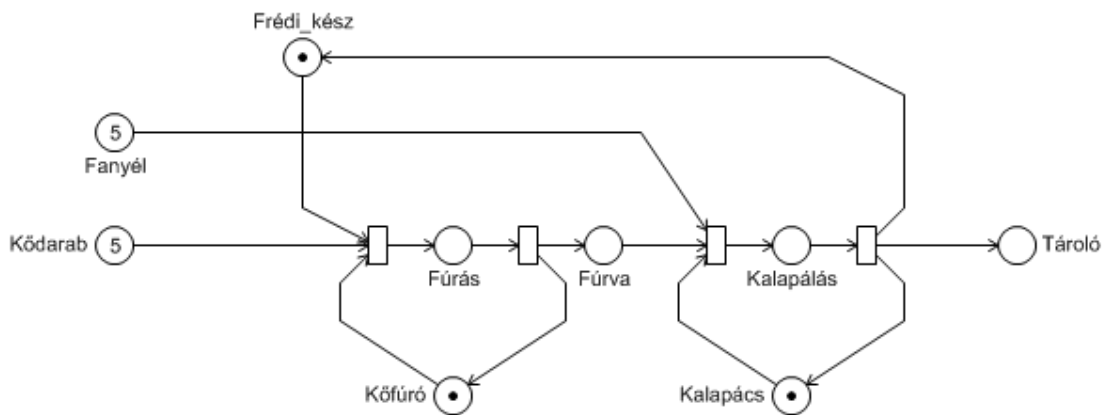 Frédi_kész
5
Fanyél
Kődarab
5
Fúrás
Fúrva
Kalapálás
Tároló
Kőfúró
Kalapács